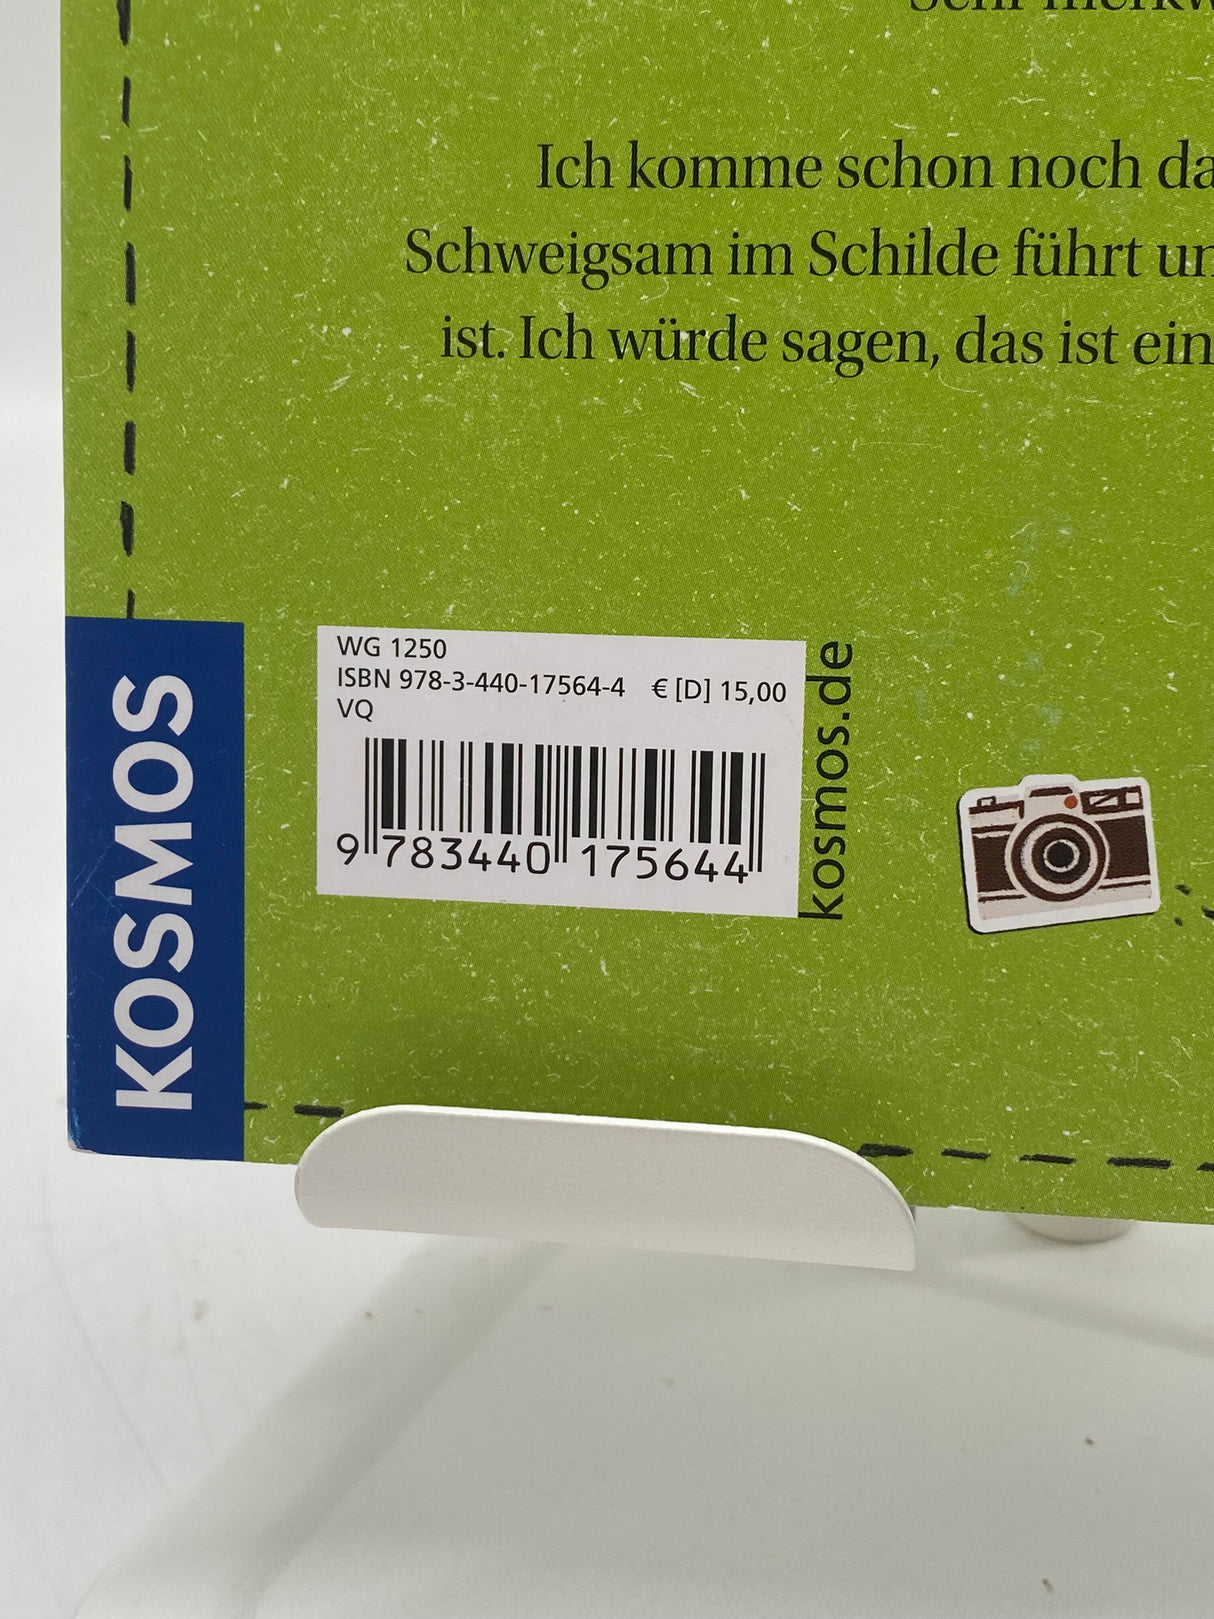 Ich komme schon noch da
Schweigsam im Schilde führt un
ist. Ich würde sagen, das ist ein
WG 1250
ISBN 978-3-440-17564-4 € [D] 15,00
VQ
9 783440 175644
kosmos.de
KOSMOS